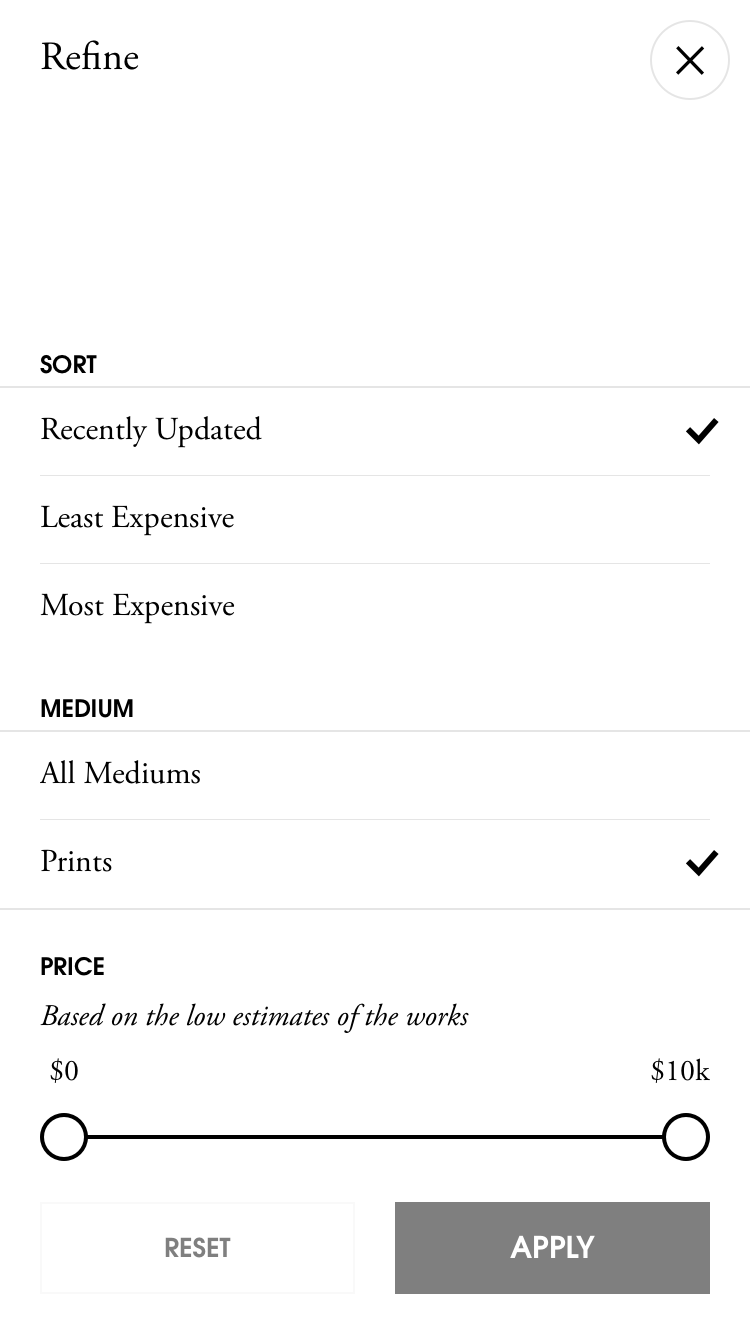 Refine
SORT
Recently Updated
Least Expensive
Most Expensive
MEDIUM
All Mediums
Prints
PRICE
Based on the low estimates of the works
$0 $10k
RESET APPLY